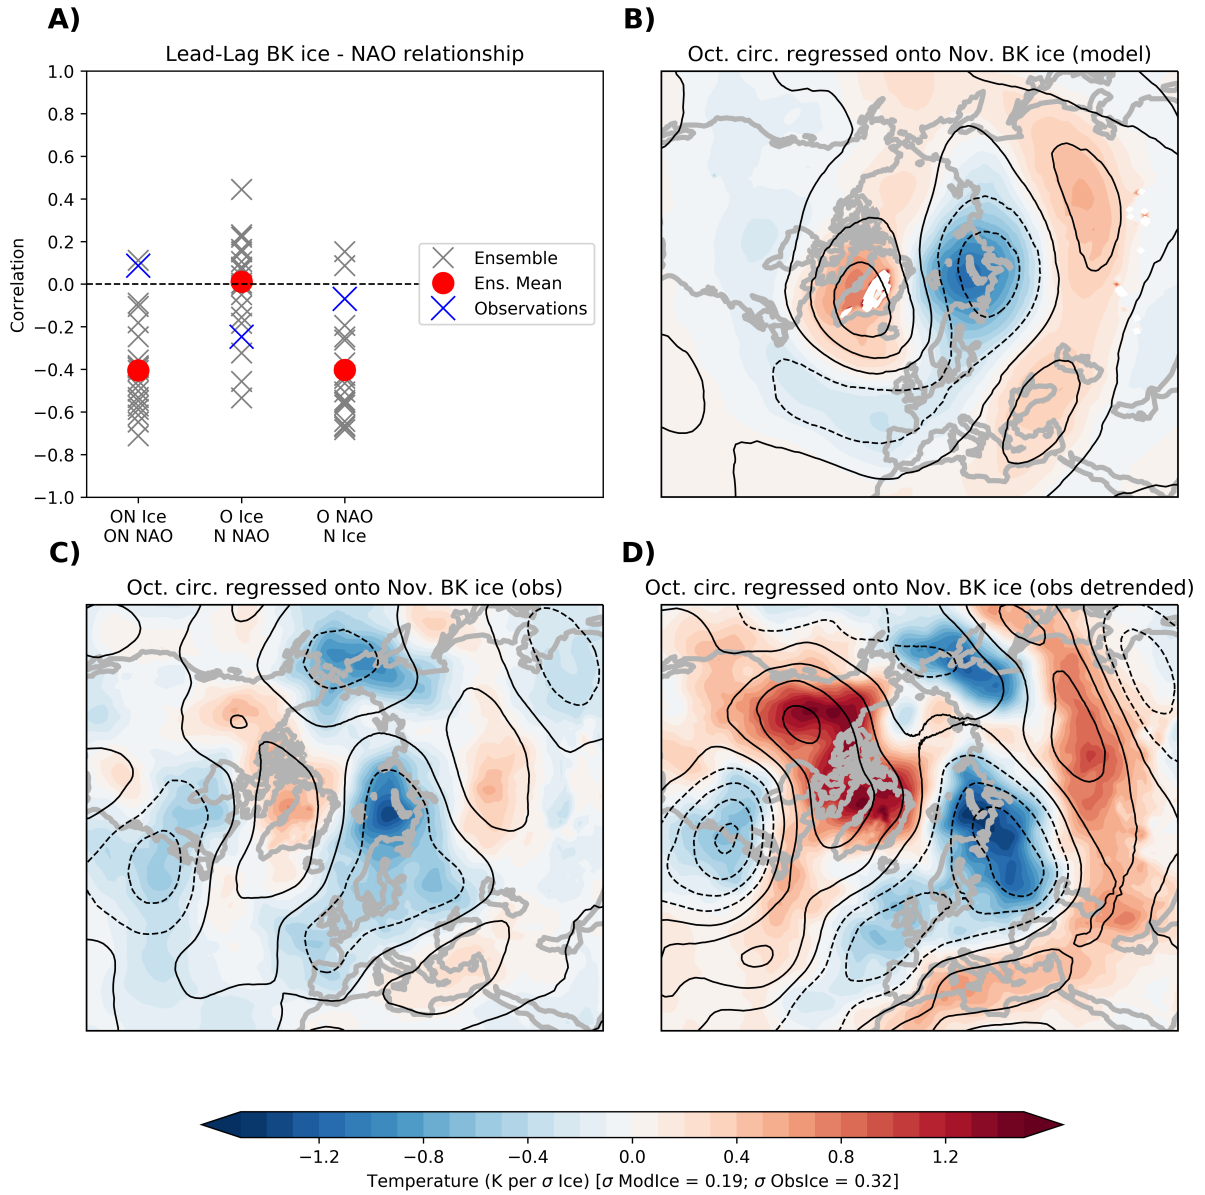 A)
Lead-Lag BK ice - NAO relationship
1.0
0.8
0.6
0.4
0.2
0.0
−0.2
−0.4
−0.6
−0.8
−1.0
Correlation
Ensemble
Ens. Mean
Observations
ON Ice
ON NAO
O Ice
N NAO
O NAO
N Ice
B)
Oct. circ. regressed onto Nov. BK ice (model)
C)
Oct. circ. regressed onto Nov. BK ice (obs)
D)
Oct. circ. regressed onto Nov. BK ice (obs detrended)
−1.2 −0.8 −0.4 0.0 0.4 0.8 1.2
Temperature (K per σ Ice) [σ ModIce = 0.19; σ ObsIce = 0.32]